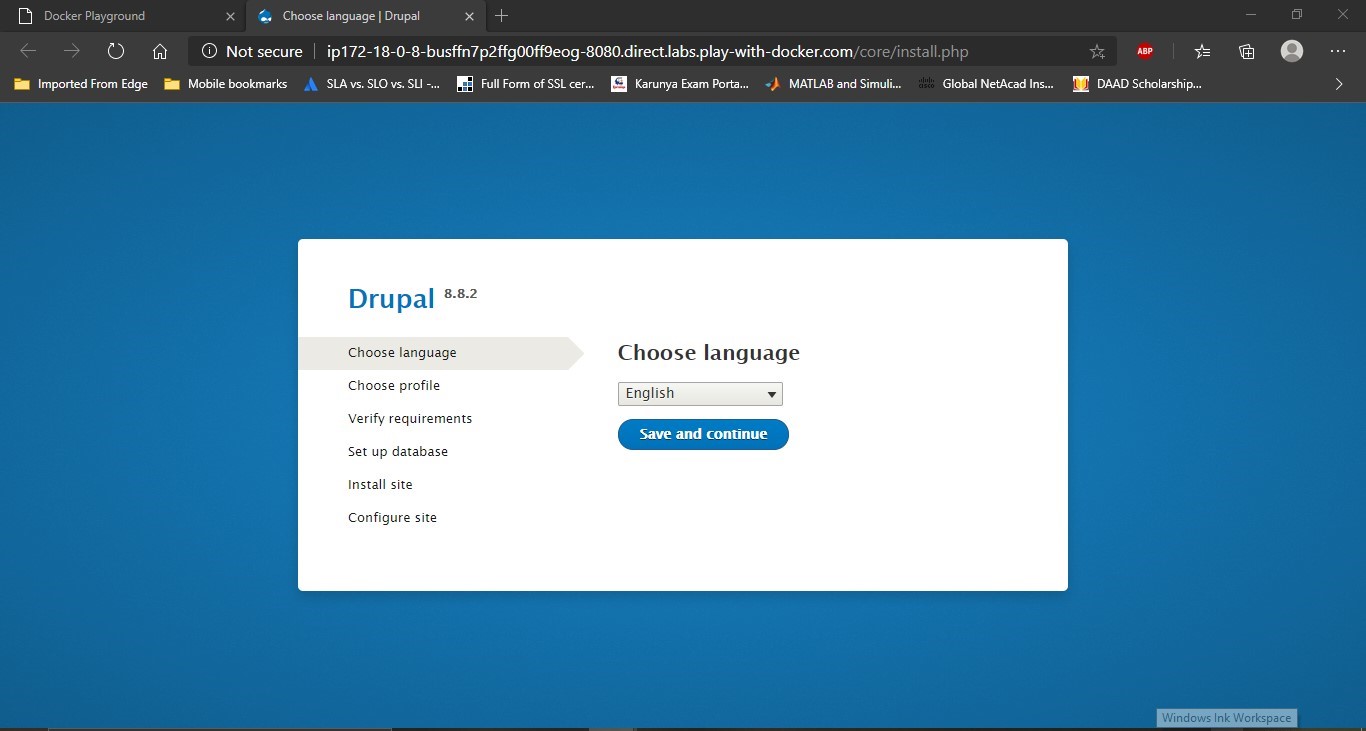 Docker Playground
Choose language | Drupal
Not secure
ip172-18-0-8-busffn7p2ffg00ff9eog-8080.direct.labs.play-with-docker.com/core/install.php
ABP
Imported From Edge
Mobile bookmarks
SLA vs. SLO vs. SLI -...
Full Form of SSL cer...
Karunya Exam Porta...
MATLAB and Simuli...
Global NetAcad Ins...
DAAD Scholarship...
Drupal 8.8.2
Choose language
Choose profile
Verify requirements
Set up database
Install site
Configure site
Choose language
English
Save and continue
Windows Ink Workspace